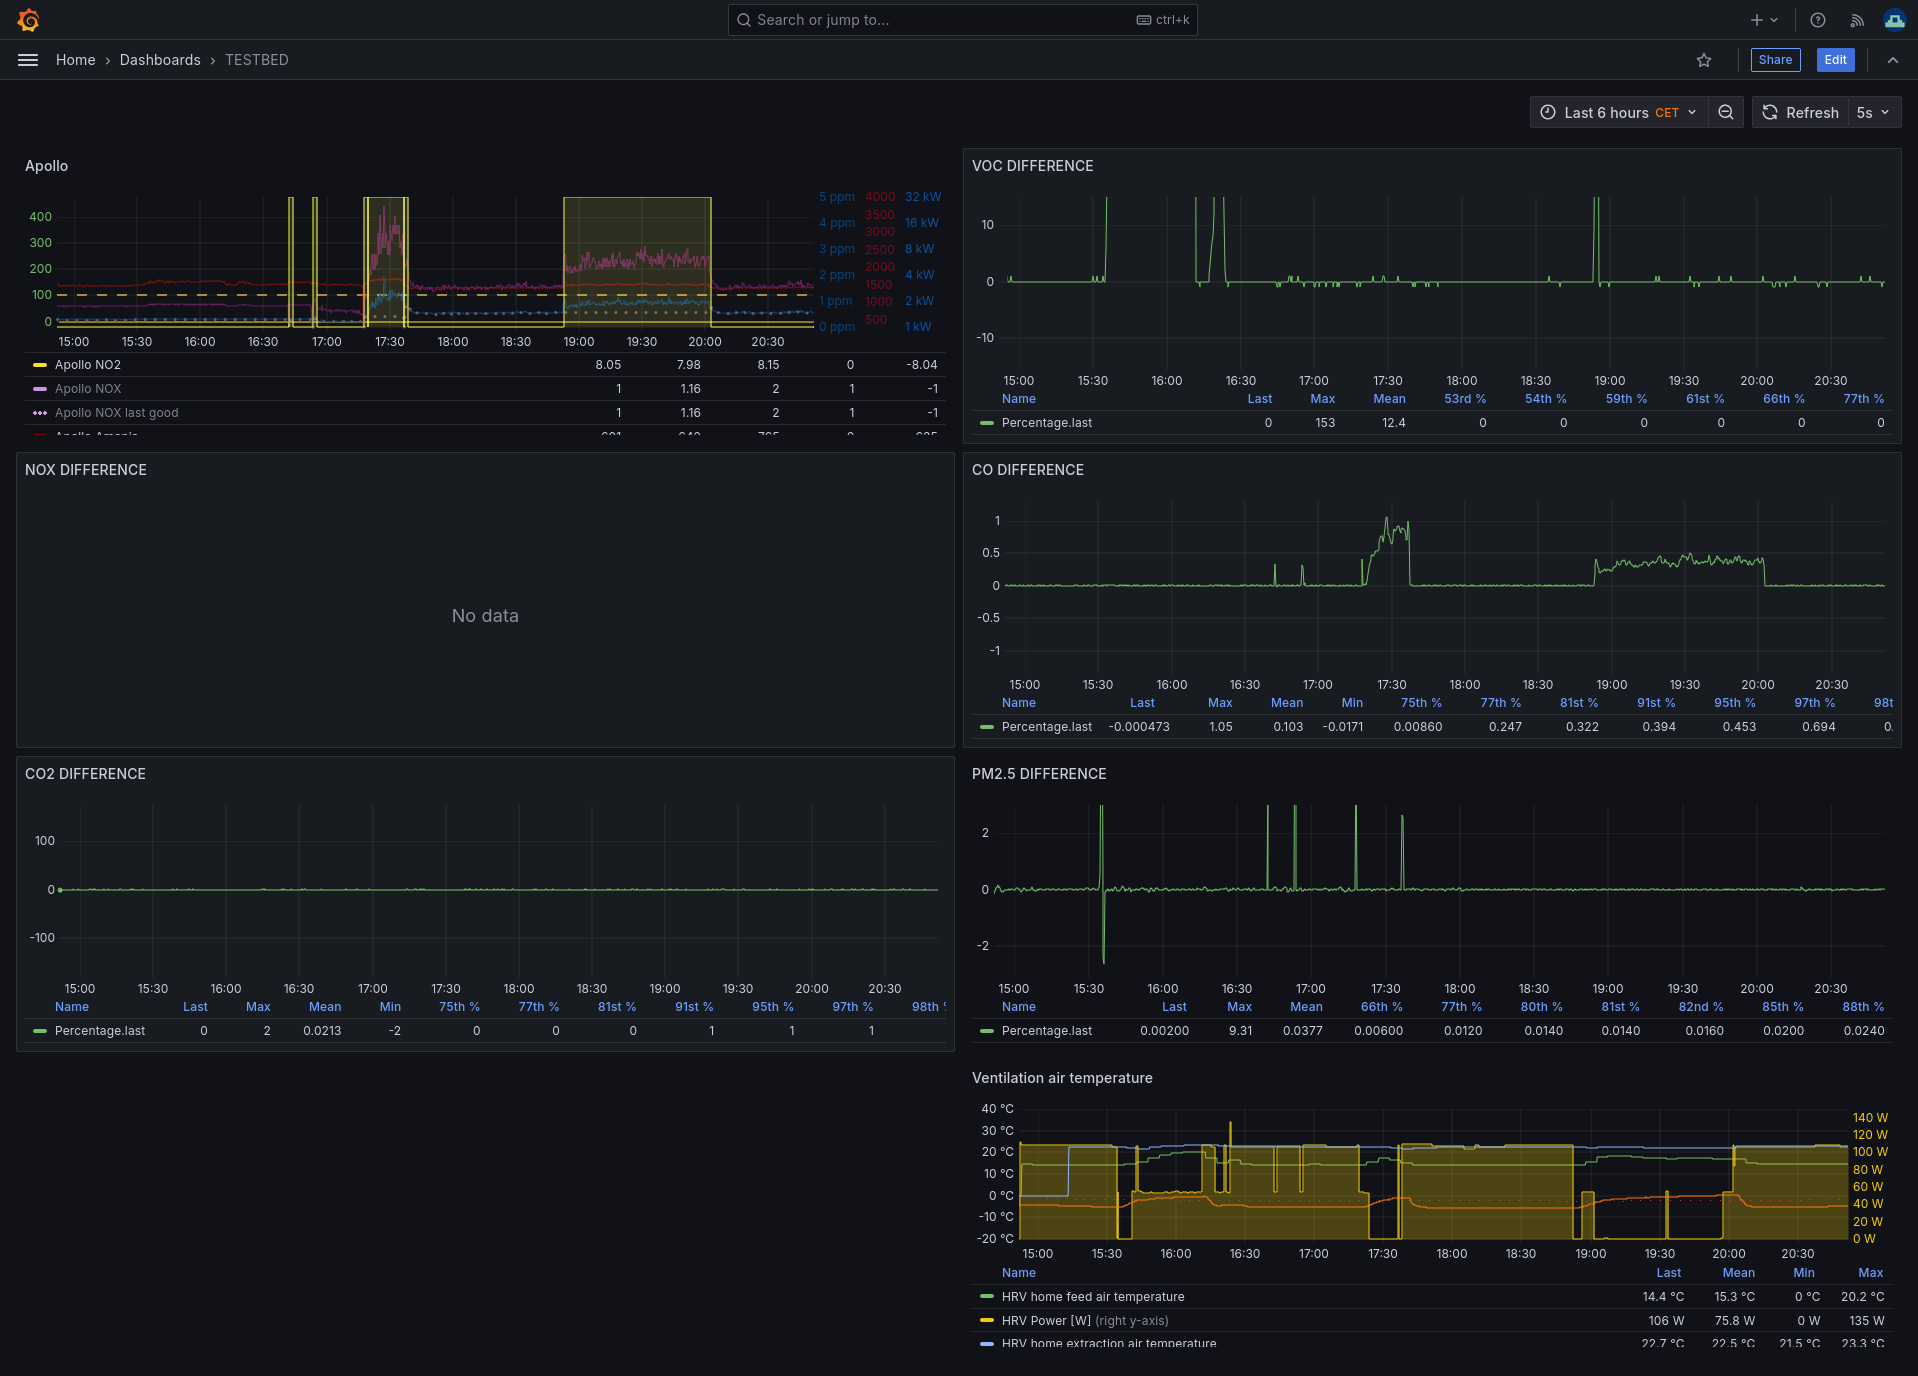 Search or jump to...
ctrl+k
Home › Dashboards › TESTBED
Share
Edit
Last 6 hours CET
Refresh
5s
Apollo
400
300
200
100
0
5 ppm
4 ppm
3 ppm
2 ppm
1 ppm
0 ppm
4000
3500
3000
2500
2000
1500
1000
500
32 kW
16 kW
8 kW
4 kW
2 kW
1 kW
15:00 15:30 16:00 16:30 17:00 17:30 18:00 18:30 19:00 19:30 20:00 20:30
Apollo NO2 8.05 7.98 8.15 0 -8.04
Apollo NOX 1 1.16 2 1 -1
Apollo NOX last good 1 1.16 2 1 -1
VOC DIFFERENCE
10
0
-10
15:00 15:30 16:00 16:30 17:00 17:30 18:00 18:30 19:00 19:30 20:00 20:30
Name Last Max Mean 53rd % 54th % 59th % 61st % 66th % 77th %
Percentage.last 0 153 12.4 0 0 0 0 0 0
NOX DIFFERENCE
No data
CO DIFFERENCE
1
0.5
0
-0.5
-1
15:00 15:30 16:00 16:30 17:00 17:30 18:00 18:30 19:00 19:30 20:00 20:30
Name Last Max Mean Min 75th % 77th % 81st % 91st % 95th % 97th % 98t
Percentage.last -0.000473 1.05 0.103 -0.0171 0.00860 0.247 0.322 0.394 0.453 0.694 0.
CO2 DIFFERENCE
100
0
-100
15:00 15:30 16:00 16:30 17:00 17:30 18:00 18:30 19:00 19:30 20:00 20:30
Name Last Max Mean Min 75th % 77th % 81st % 91st % 95th % 97th % 98th
Percentage.last 0 2 0.0213 -2 0 0 0 1 1 1
PM2.5 DIFFERENCE
2
0
-2
15:00 15:30 16:00 16:30 17:00 17:30 18:00 18:30 19:00 19:30 20:00 20:30
Name Last Max Mean 66th % 77th % 80th % 81st % 82nd % 85th % 88th %
Percentage.last 0.00200 9.31 0.0377 0.00600 0.0120 0.0140 0.0140 0.0160 0.0200 0.0240
Ventilation air temperature
40 °C
30 °C
20 °C
10 °C
0 °C
-10 °C
-20 °C
140 W
120 W
100 W
80 W
60 W
40 W
20 W
0 W
15:00 15:30 16:00 16:30 17:00 17:30 18:00 18:30 19:00 19:30 20:00 20:30
Name Last Mean Min Max
HRV home feed air temperature 14.4 °C 15.3 °C 0 °C 20.2 °C
HRV Power [W] (right y-axis) 106 W 75.8 W 0 W 135 W
HRV home extraction air temperature 22.7 °C 22.5 °C 21.5 °C 23.3 °C